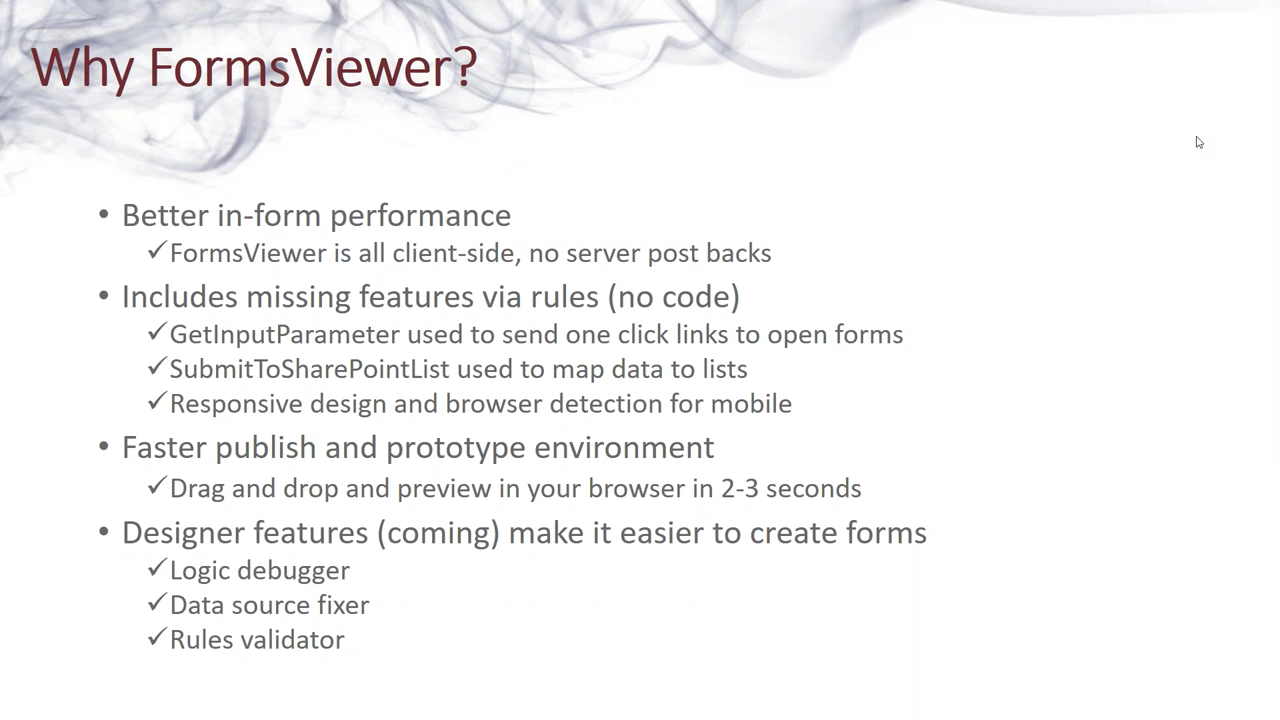 Why FormsViewer?
• Better in-form performance
✓FormsViewer is all client-side, no server post backs
• Includes missing features via rules (no code)
✓GetInputParameter used to send one click links to open forms
✓SubmitToSharePointList used to map data to lists
✓Responsive design and browser detection for mobile
• Faster publish and prototype environment
✓Drag and drop and preview in your browser in 2-3 seconds
• Designer features (coming) make it easier to create forms
✓Logic debugger
✓Data source fixer
✓Rules validator